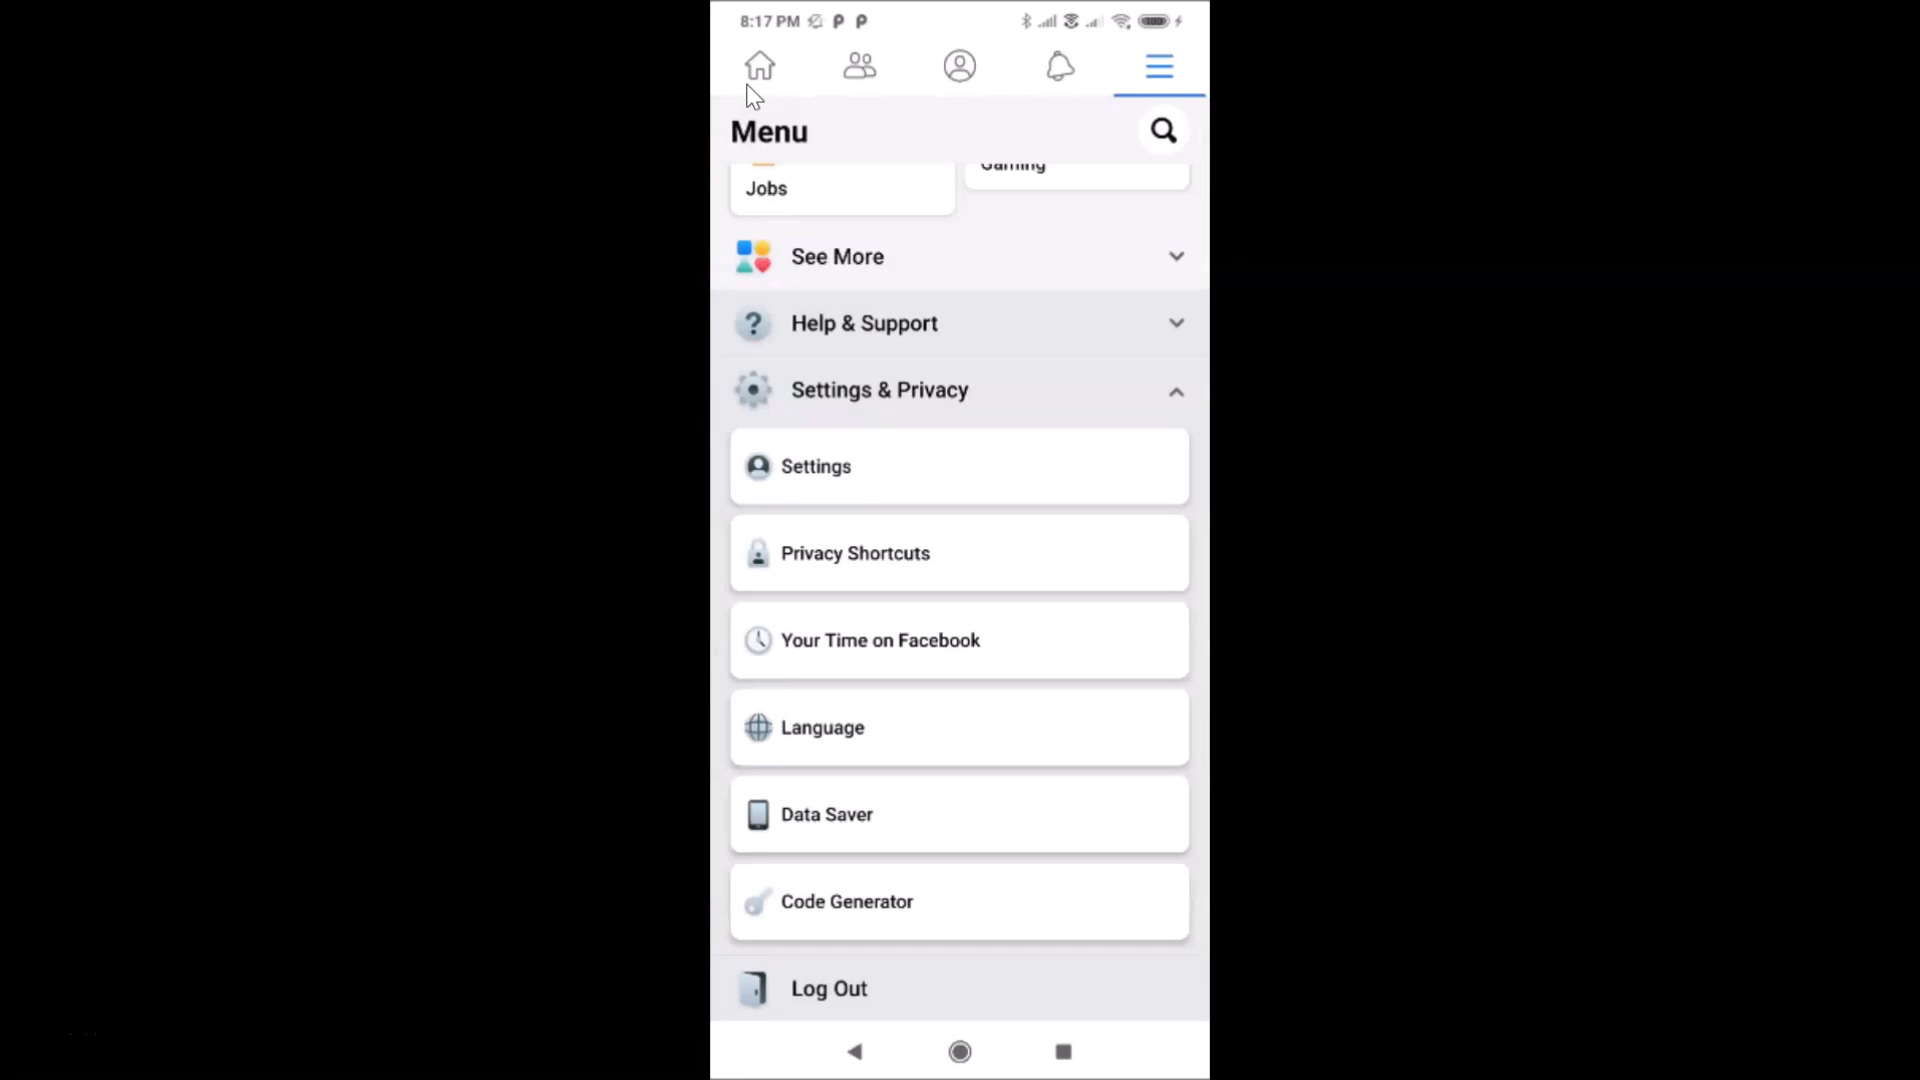 8:17 PM
Menu
Jobs
Gaming
See More
Help & Support
Settings & Privacy
Settings
Privacy Shortcuts
Your Time on Facebook
Language
Data Saver
Code Generator
Log Out